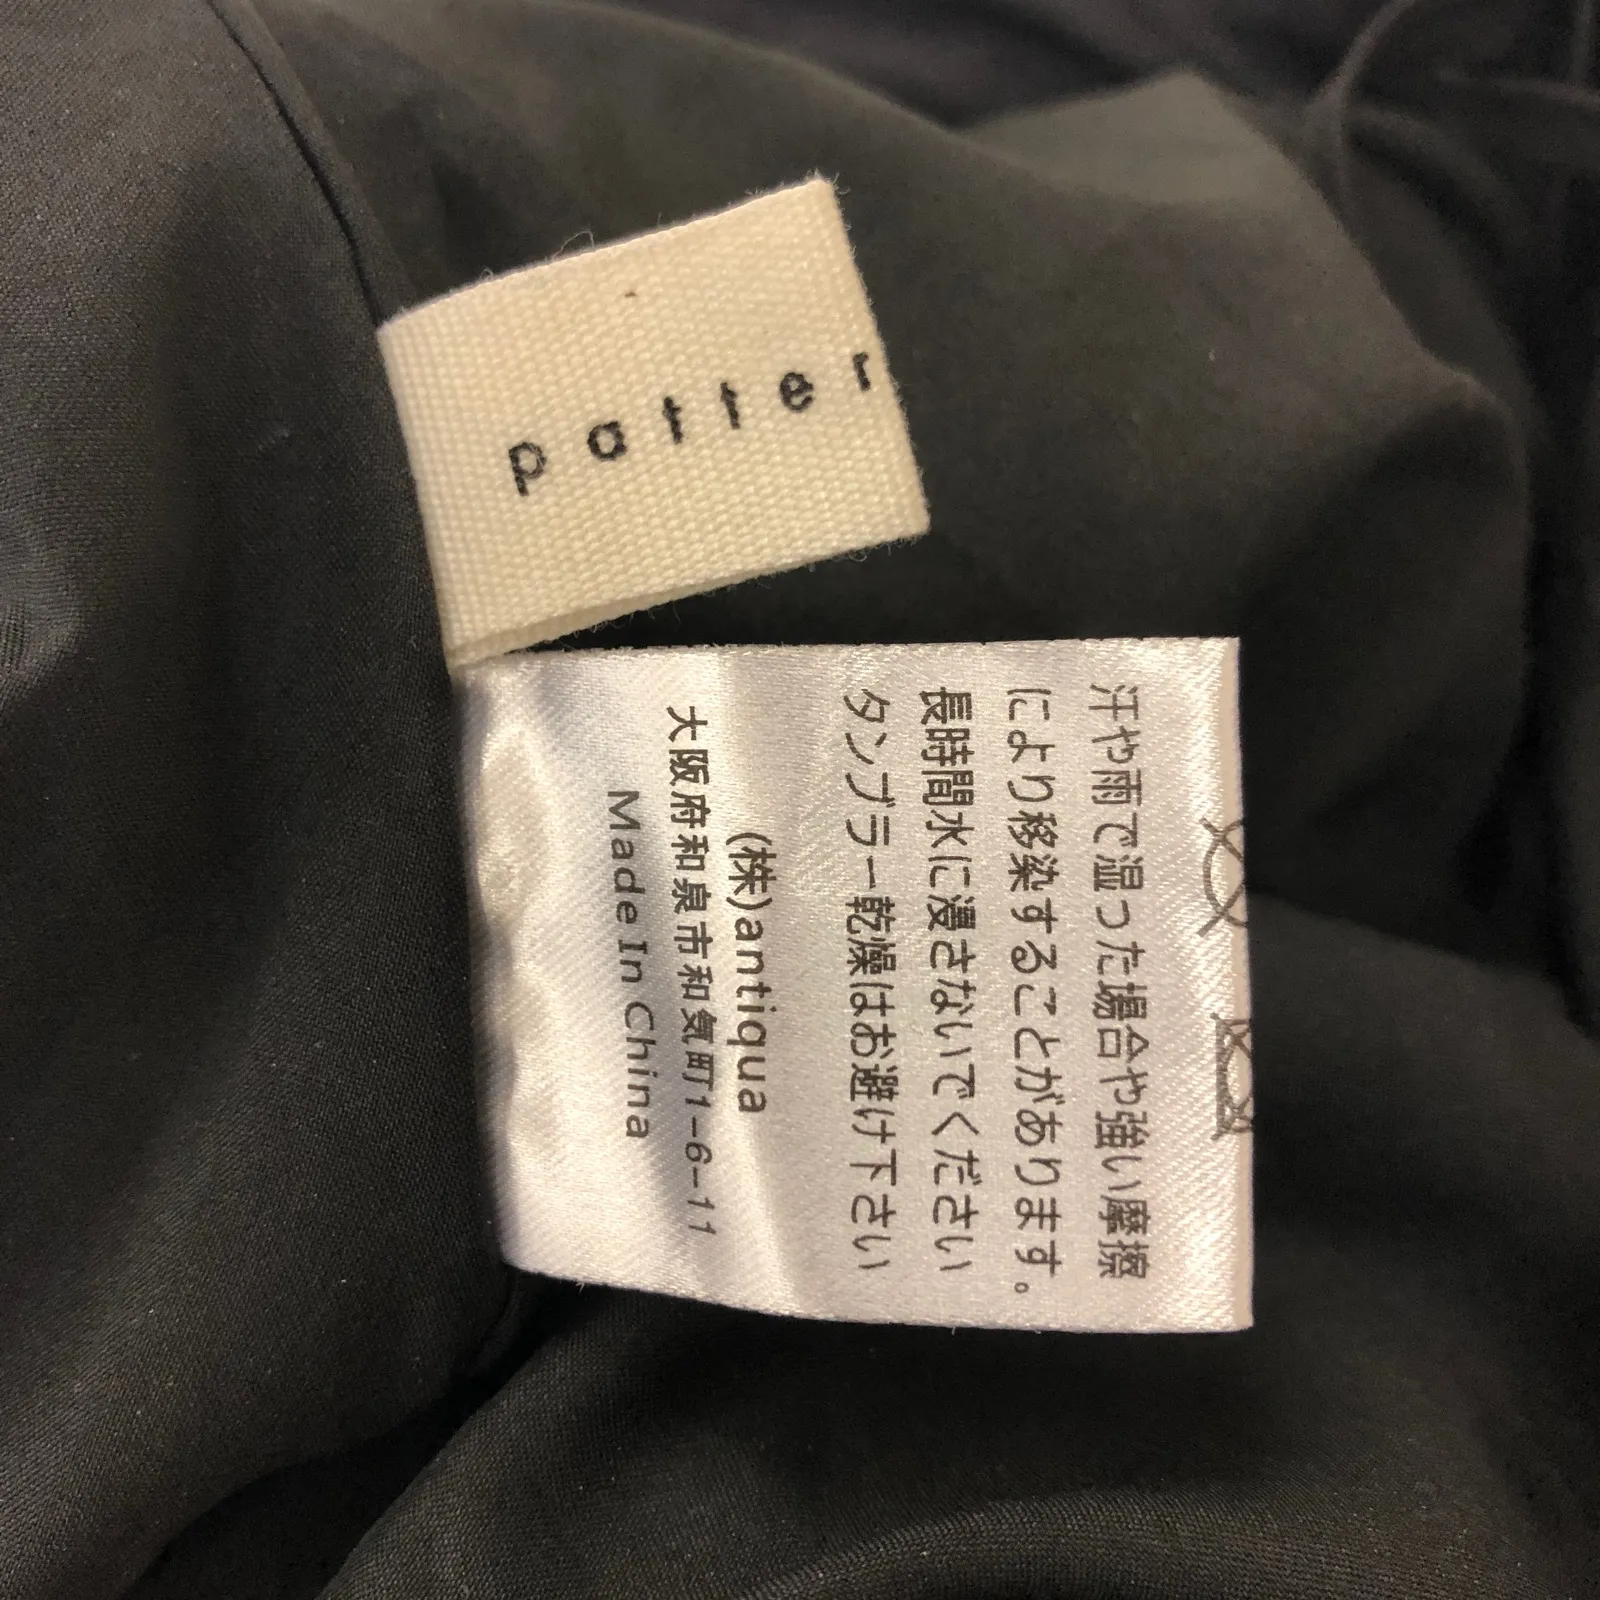 patter
汗や雨で湿った場合や強い摩擦
により移染することがあります。
長時間水に浸さないでください
タンブラー乾燥はお避け下さい
(株)antiqua
大阪府和泉市和気町1-6-11
Made In China